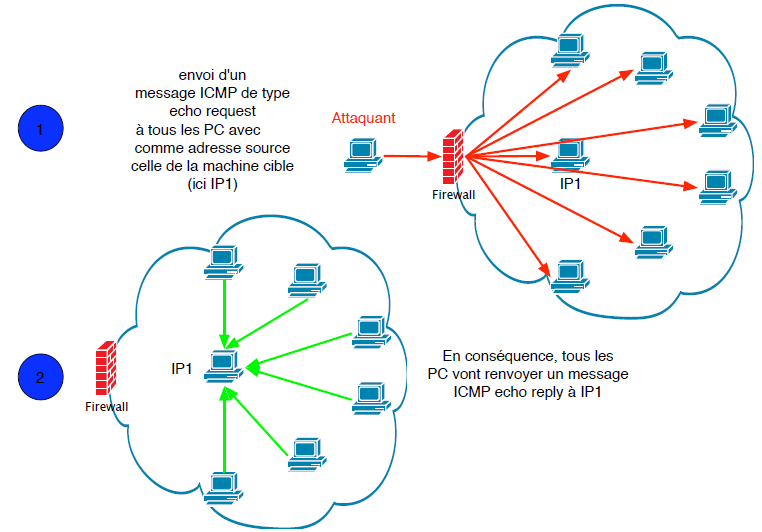 1
envoi d'un
message ICMP de type
echo request
à tous les PC avec
comme adresse source
celle de la machine cible
(ici IP1)
Attaquant
Firewall
IP1
2
Firewall
IP1
En conséquence, tous les
PC vont renvoyer un message
ICMP echo reply à IP1